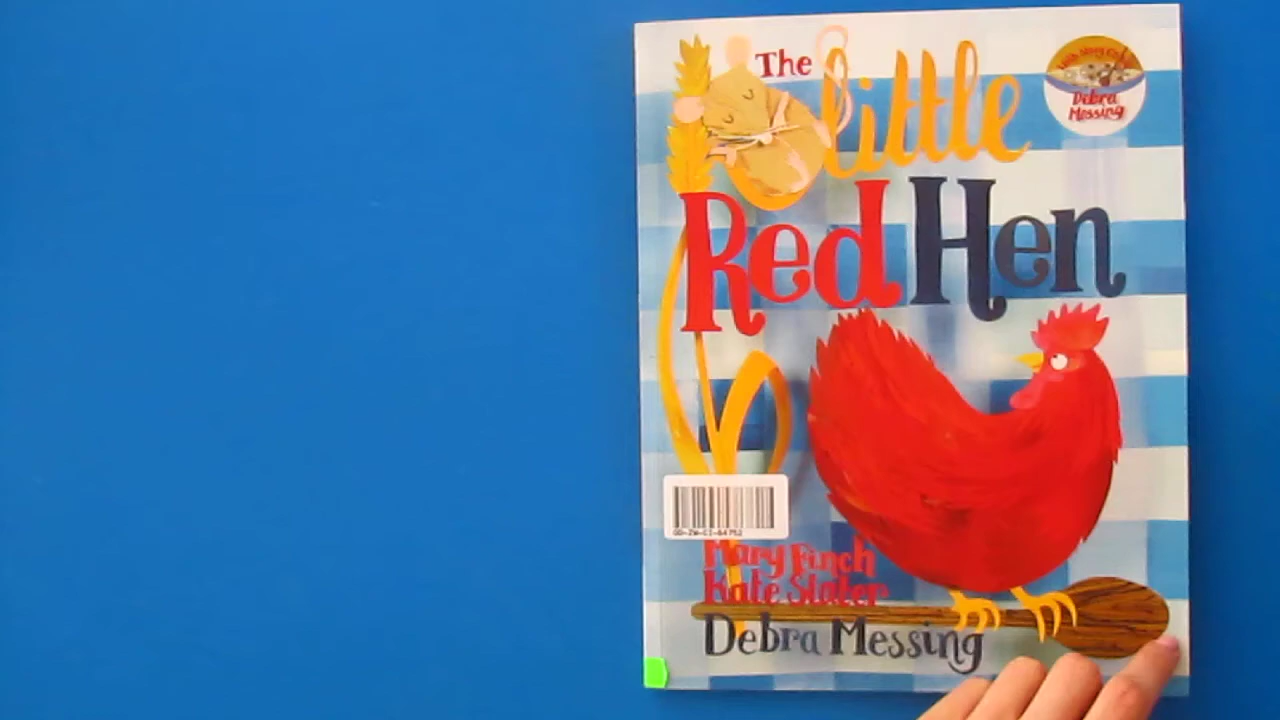 The
little
Red Hen
Debra
Messing
Mary Finch
Kate Slater
Debra Messing